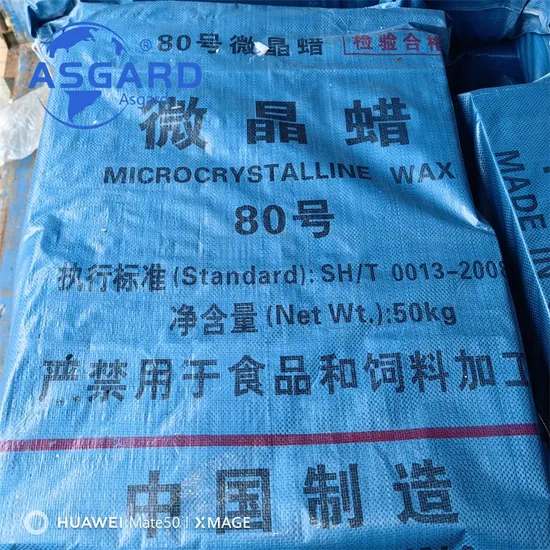 80号微晶蜡 检验合格
ASGARD®
Asgard
微晶蜡
MICROCRYSTALLINE WAX
80号
执行标准(Standard):SH/T 0013-2008
净含量(Net Wt.):50kg
严禁用于食品和饲料加工
中国制造
MADE IN
HUAWEI Mate50 | XMAGE